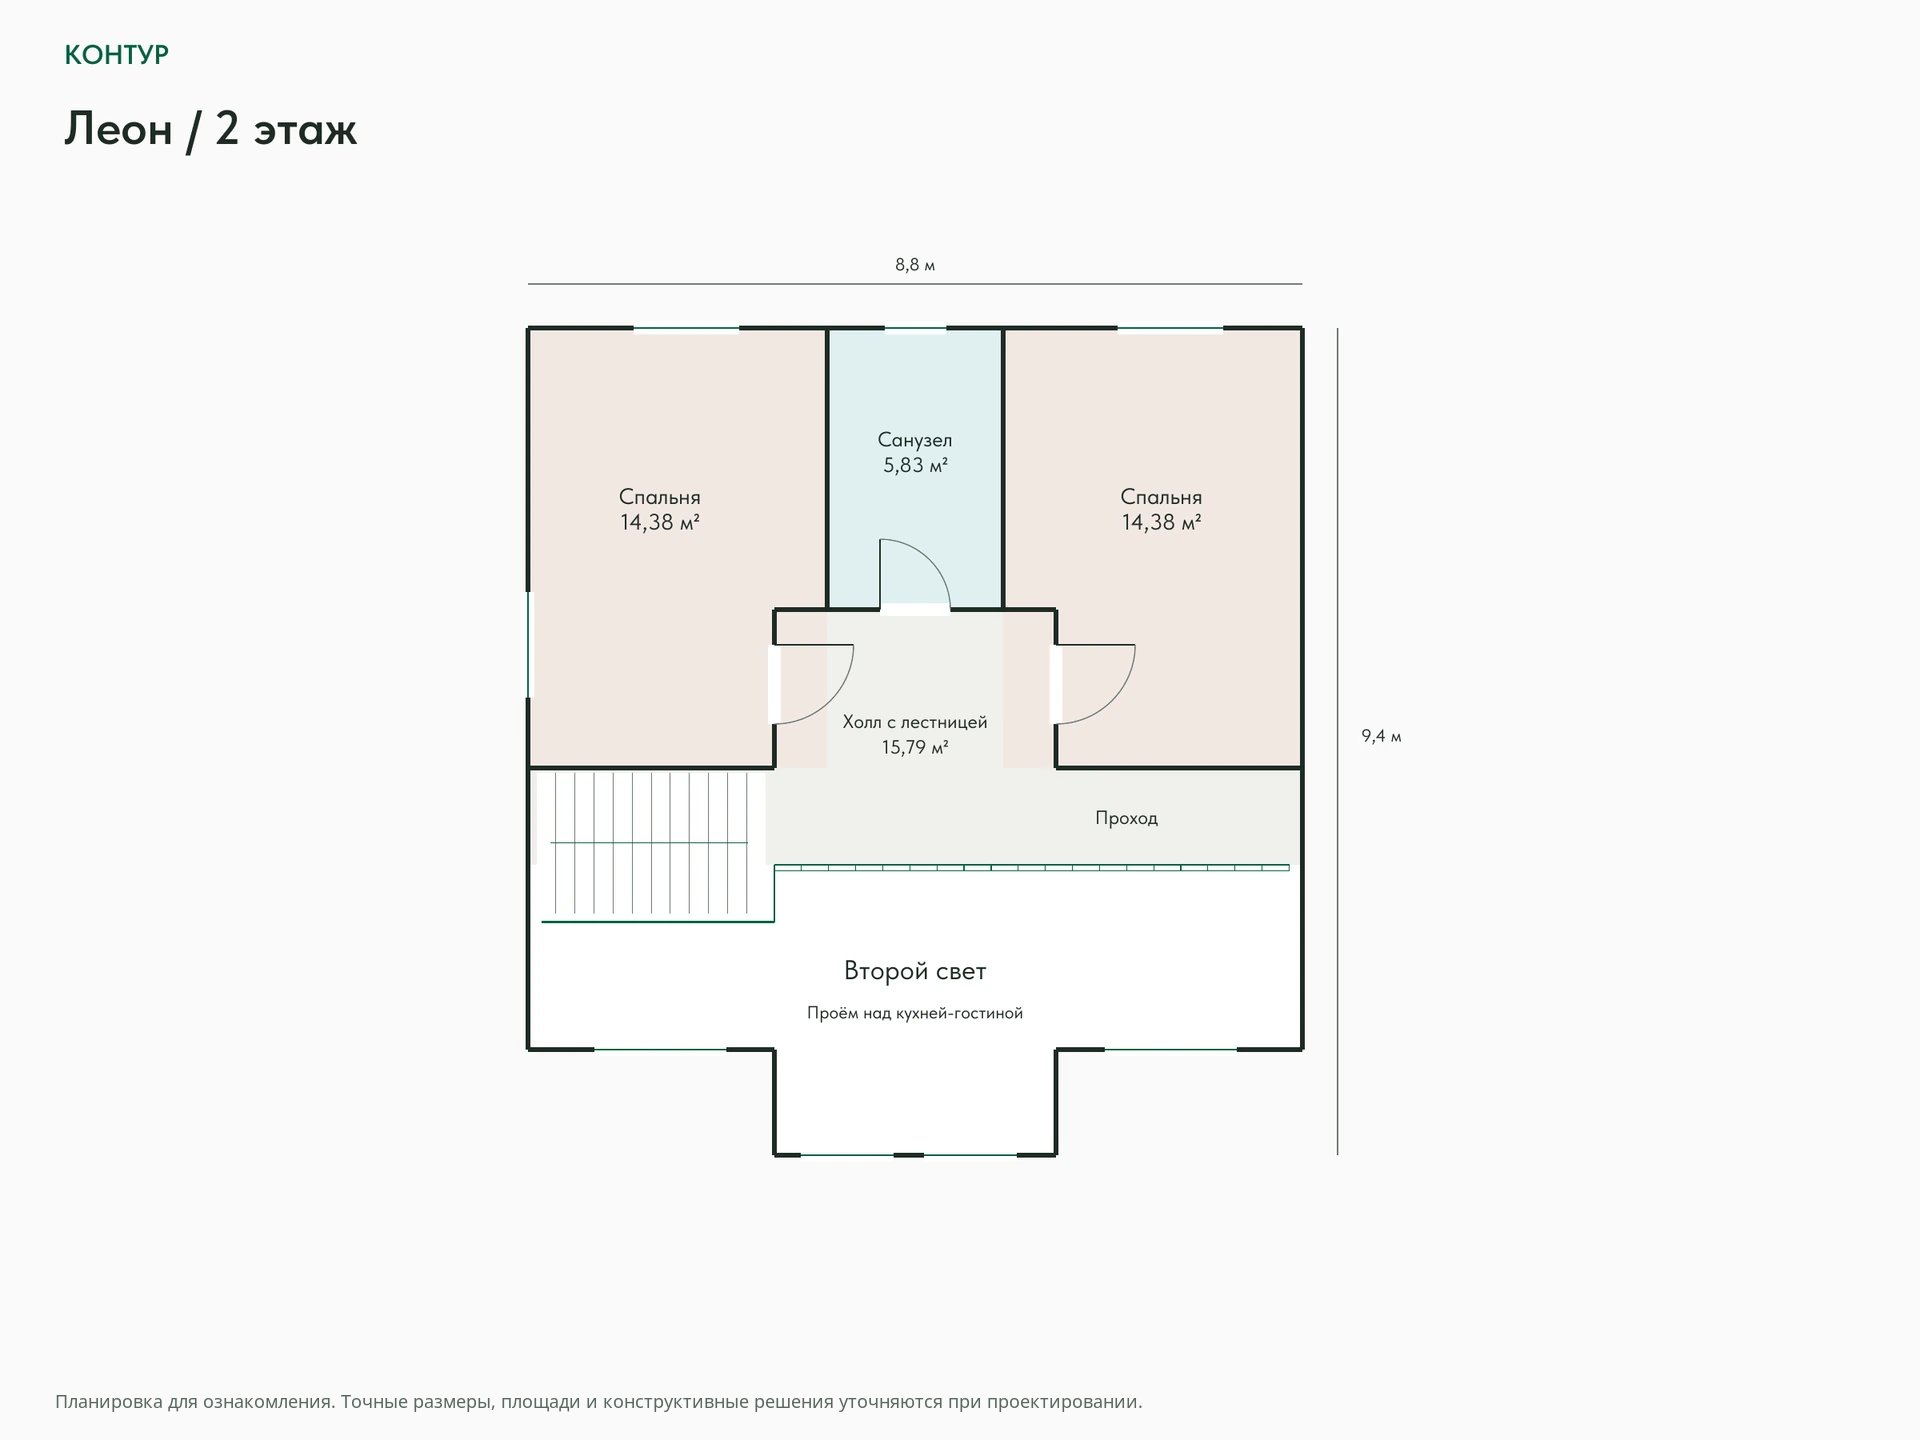 КОНТУР
Леон / 2 этаж
8,8 м
Санузел
5,83 м²
Спальня
14,38 м²
Спальня
14,38 м²
Холл с лестницей
15,79 м²
9,4 м
Проход
Второй свет
Проём над кухней-гостиной
Планировка для ознакомления. Точные размеры, площади и конструктивные решения уточняются при проектировании.